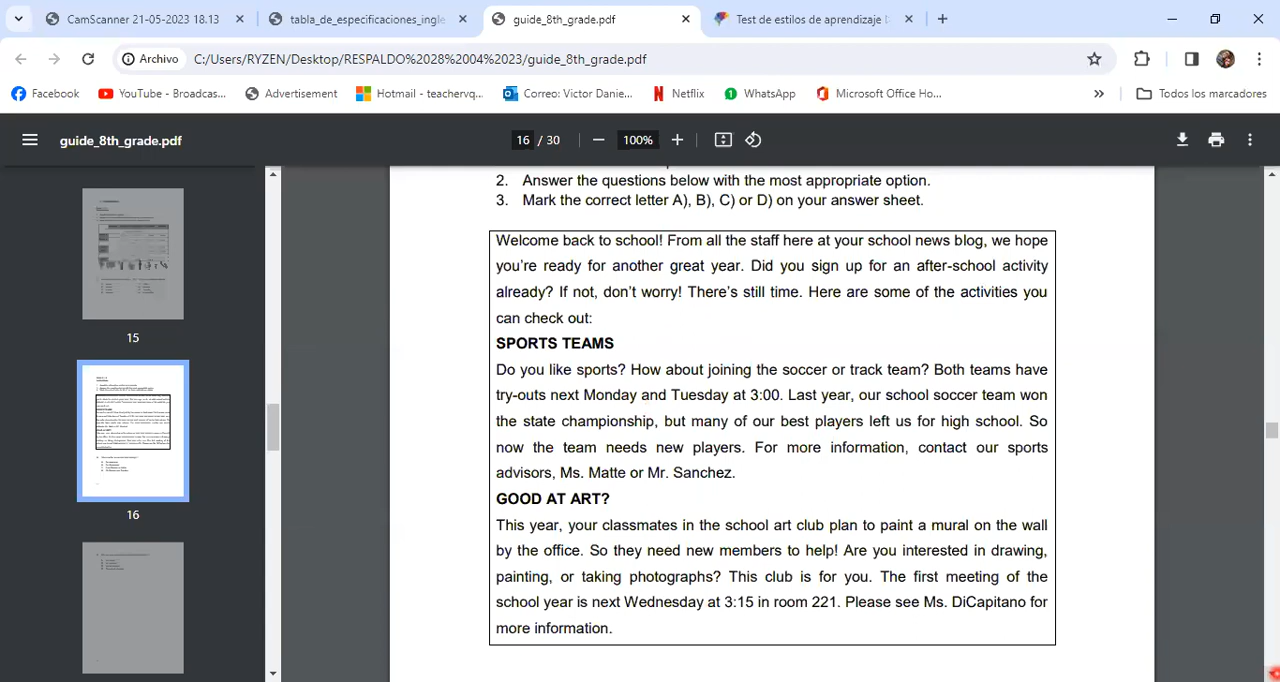 CamScanner 21-05-2023 18.13
tabla_de_especificaciones_ingle
guide_8th_grade.pdf
Test de estilos de aprendizaje
Archivo
C:/Users/RYZEN/Desktop/RESPALDO%2028%2004%2023/guide_8th_grade.pdf
Facebook
YouTube - Broadcas...
Advertisement
Hotmail - teachervq...
Correo: Victor Danie...
Netflix
WhatsApp
Microsoft Office Ho...
»
Todos los marcadores
guide_8th_grade.pdf
16 / 30
100%
15
16
2. Answer the questions below with the most appropriate option.
3. Mark the correct letter A), B), C) or D) on your answer sheet.
Welcome back to school! From all the staff here at your school news blog, we hope
you're ready for another great year. Did you sign up for an after-school activity
already? If not, don't worry! There's still time. Here are some of the activities you
can check out:
SPORTS TEAMS
Do you like sports? How about joining the soccer or track team? Both teams have
try-outs next Monday and Tuesday at 3:00. Last year, our school soccer team won
the state championship, but many of our best players left us for high school. So
now the team needs new players. For more information, contact our sports
advisors, Ms. Matte or Mr. Sanchez.
GOOD AT ART?
This year, your classmates in the school art club plan to paint a mural on the wall
by the office. So they need new members to help! Are you interested in drawing,
painting, or taking photographs? This club is for you. The first meeting of the
school year is next Wednesday at 3:15 in room 221. Please see Ms. DiCapitano for
more information.